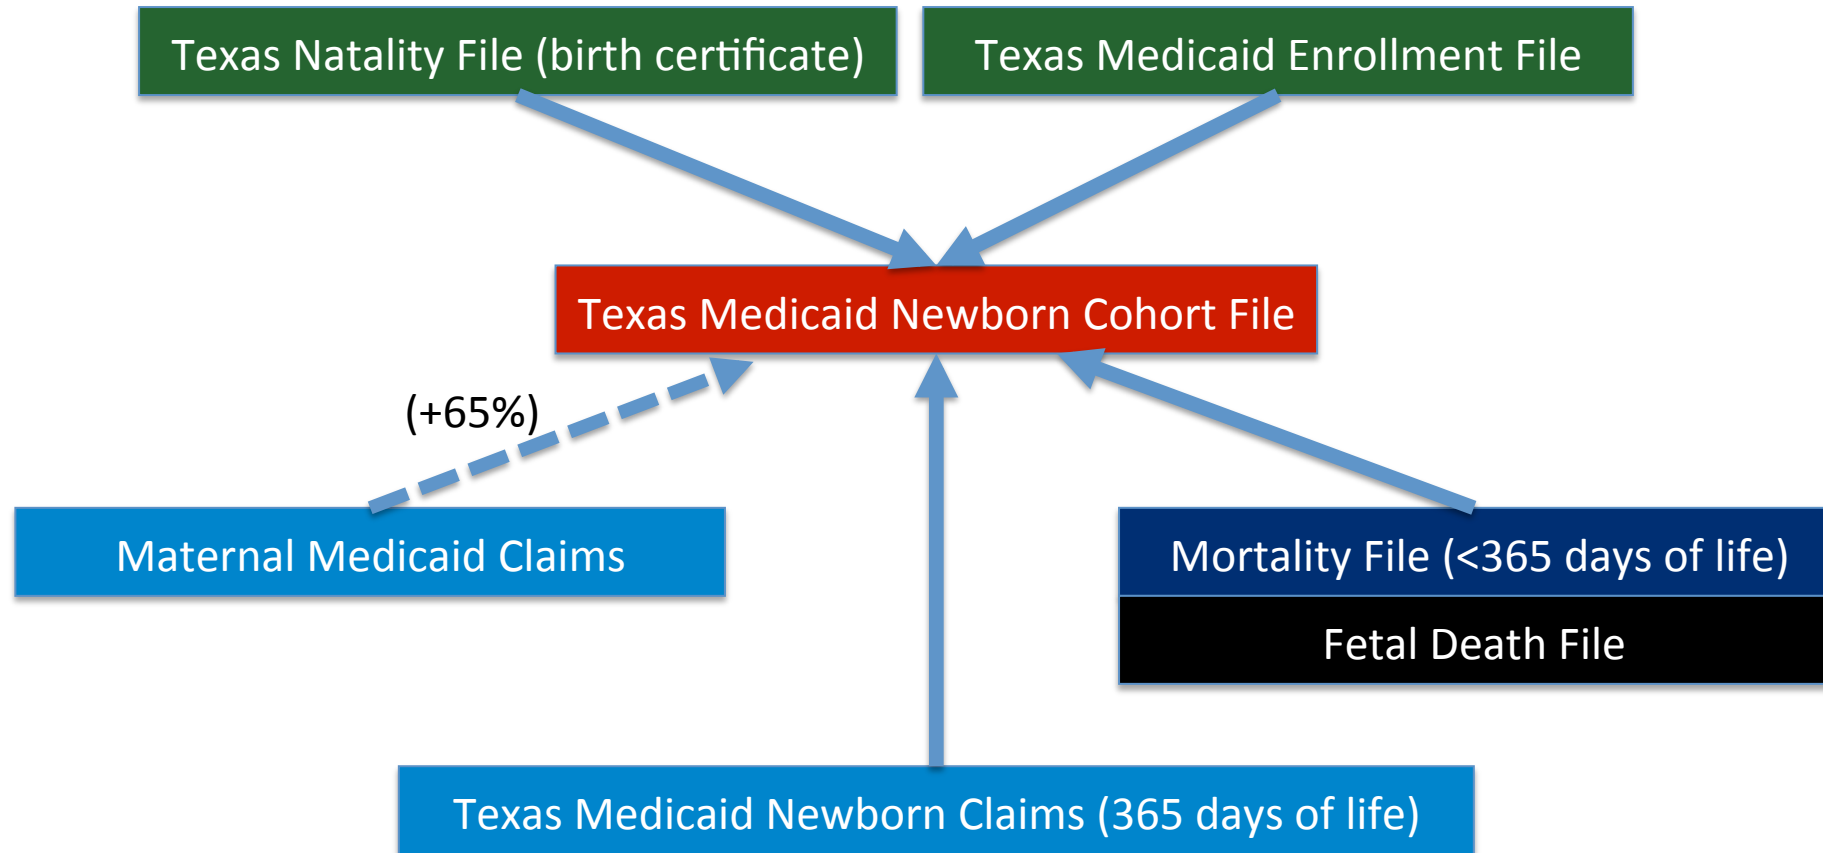 Texas Natality File (birth certificate)
Texas Medicaid Enrollment File
Texas Medicaid Newborn Cohort File
(+65%)
Maternal Medicaid Claims
Mortality File (<365 days of life)
Fetal Death File
Texas Medicaid Newborn Claims (365 days of life)